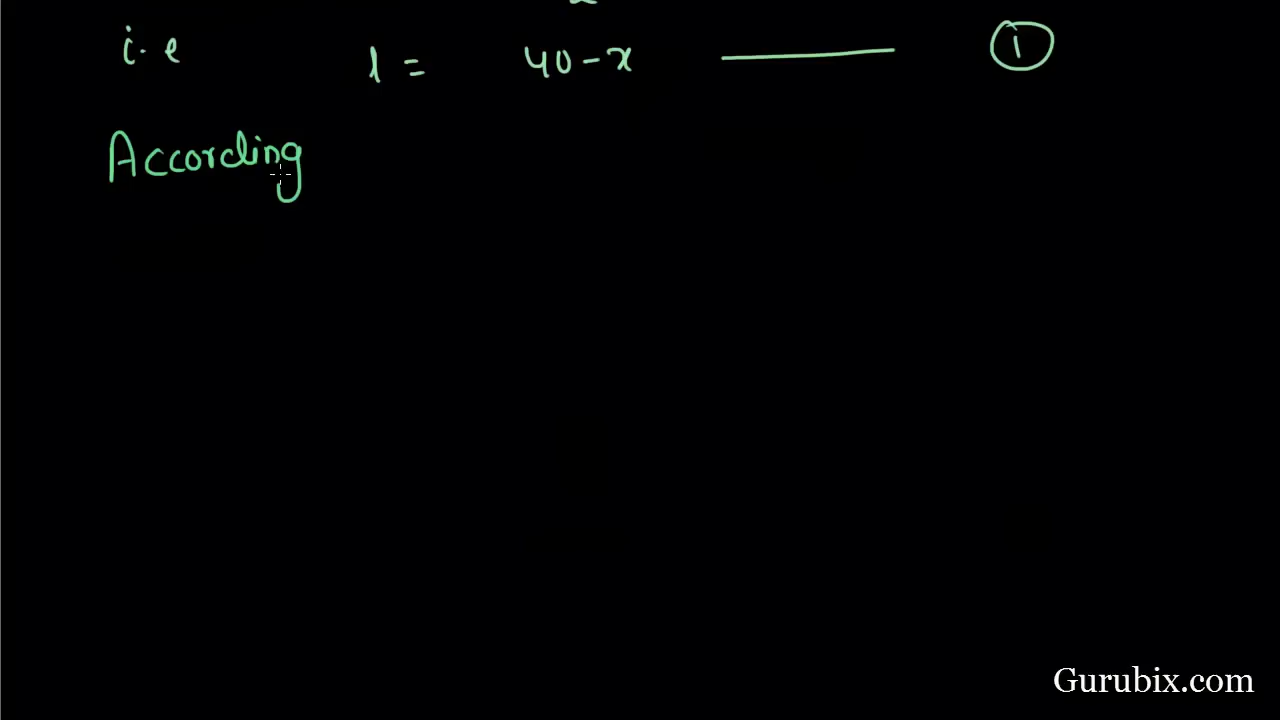 i.e l = 40 - x ——— ①
According
Gurubix.com